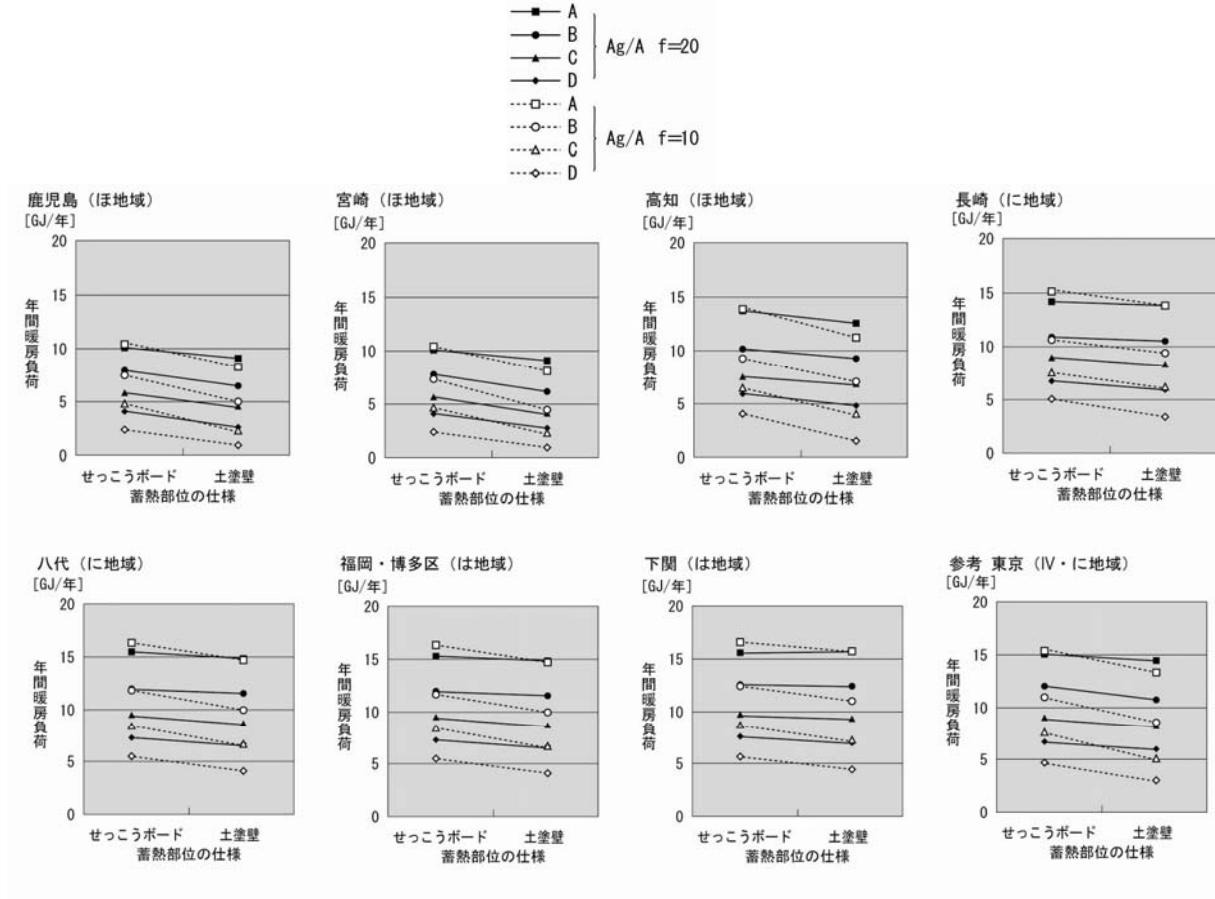 A
B
C
D
Ag/A f=20
A
B
C
D
Ag/A f=10
鹿児島（ほ地域）
[GJ/年]
年間暖房負荷
20
15
10
5
0
せっこうボード 土塗壁
蓄熱部位の仕様
宮崎（ほ地域）
[GJ/年]
年間暖房負荷
20
15
10
5
0
せっこうボード 土塗壁
蓄熱部位の仕様
高知（ほ地域）
[GJ/年]
年間暖房負荷
20
15
10
5
0
せっこうボード 土塗壁
蓄熱部位の仕様
長崎（に地域）
[GJ/年]
年間暖房負荷
20
15
10
5
0
せっこうボード 土塗壁
蓄熱部位の仕様
八代（に地域）
[GJ/年]
年間暖房負荷
20
15
10
5
0
せっこうボード 土塗壁
蓄熱部位の仕様
福岡・博多区（は地域）
[GJ/年]
年間暖房負荷
20
15
10
5
0
せっこうボード 土塗壁
蓄熱部位の仕様
下関（は地域）
[GJ/年]
年間暖房負荷
20
15
10
5
0
せっこうボード 土塗壁
蓄熱部位の仕様
参考 東京（Ⅳ・に地域）
[GJ/年]
年間暖房負荷
20
15
10
5
0
せっこうボード 土塗壁
蓄熱部位の仕様